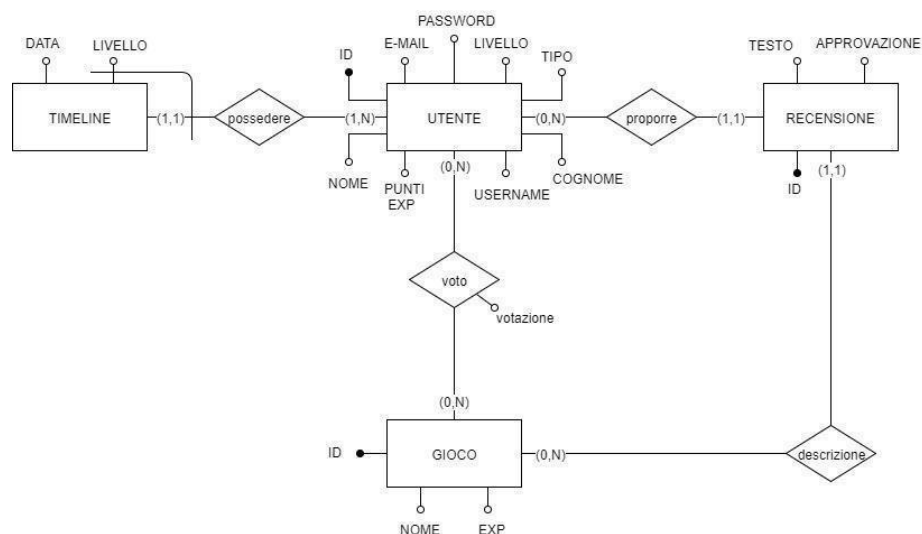 PASSWORD
DATA
LIVELLO
ID
E-MAIL
LIVELLO
TIPO
TESTO
APPROVAZIONE
TIMELINE
(1,1)
possedere
(1,N)
UTENTE
(0,N)
proporre
(1,1)
RECENSIONE
NOME
PUNTI
EXP
(0,N)
USERNAME
COGNOME
ID
(1,1)
voto
votazione
(0,N)
ID
GIOCO
(0,N)
descrizione
NOME
EXP